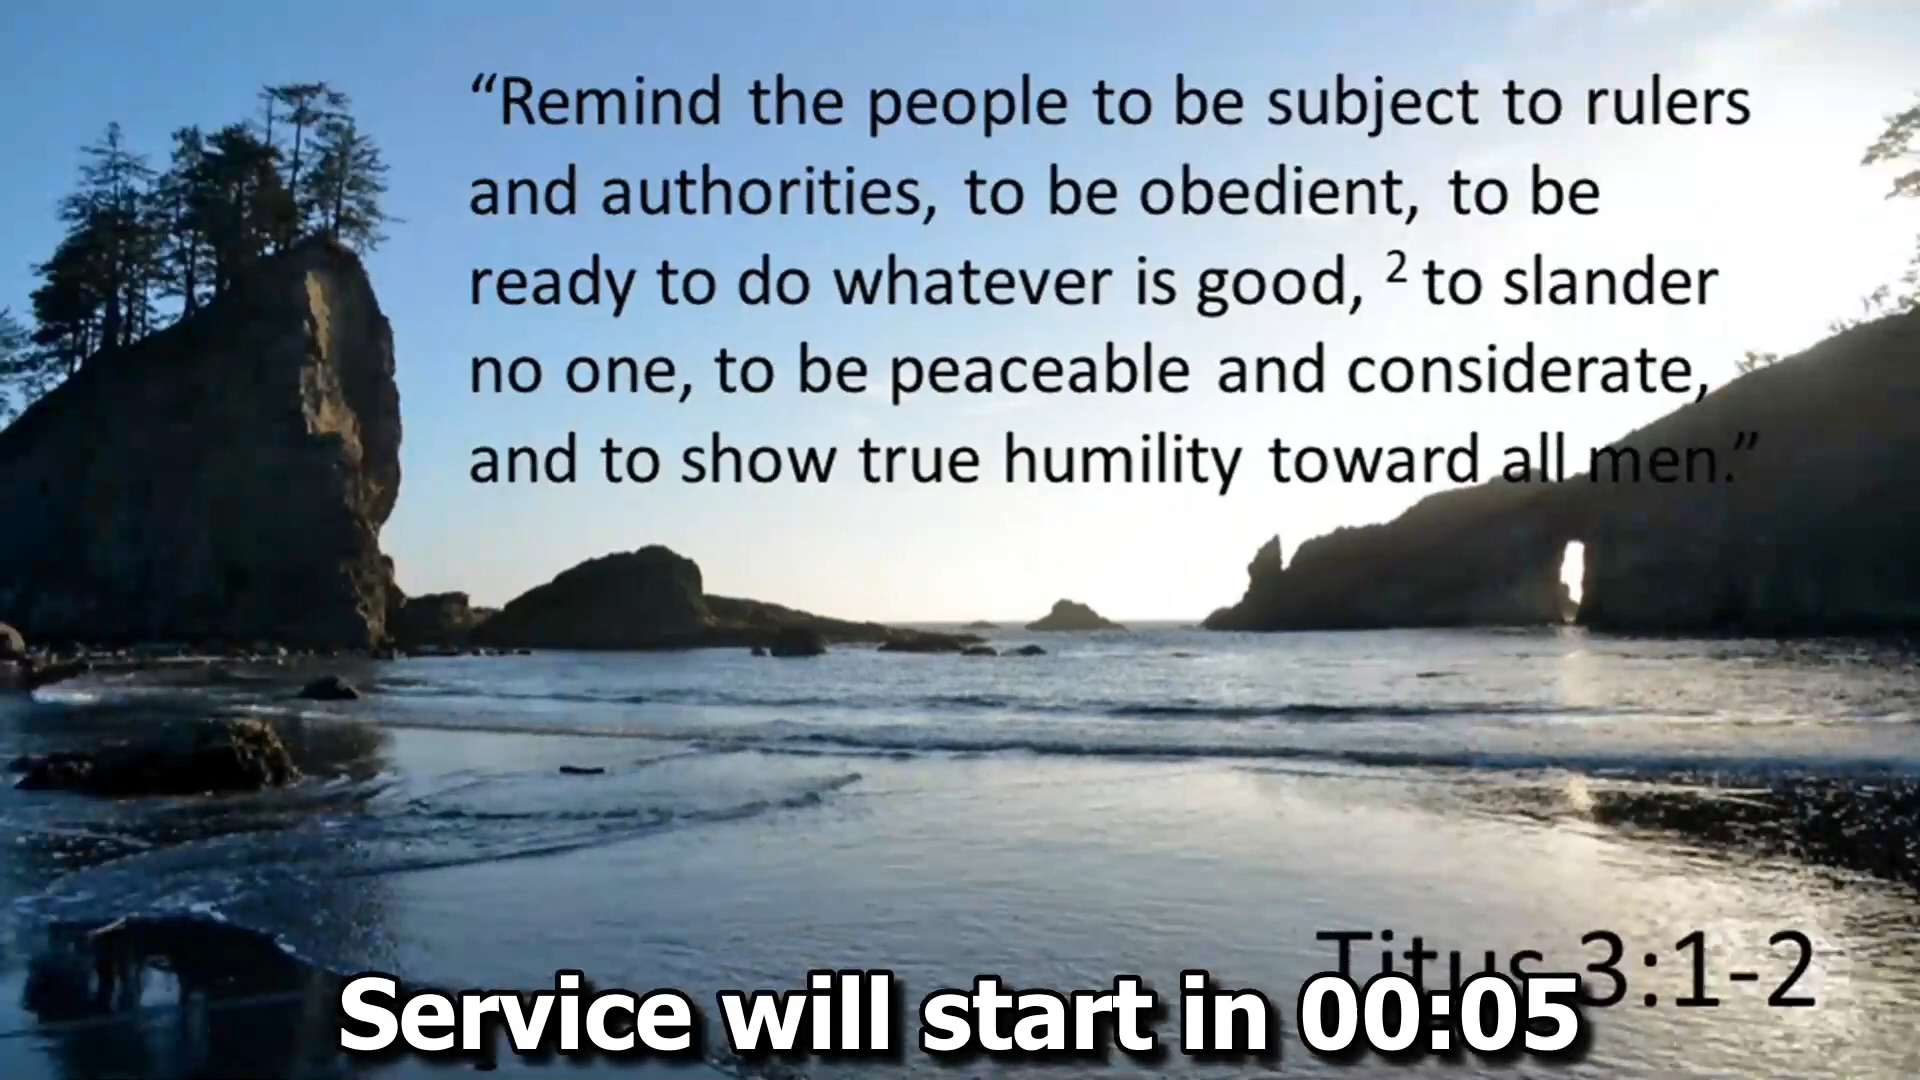 “Remind the people to be subject to rulers
and authorities, to be obedient, to be
ready to do whatever is good, ² to slander
no one, to be peaceable and considerate,
and to show true humility toward all men.”
Titus 3:1-2
Service will start in 00:05